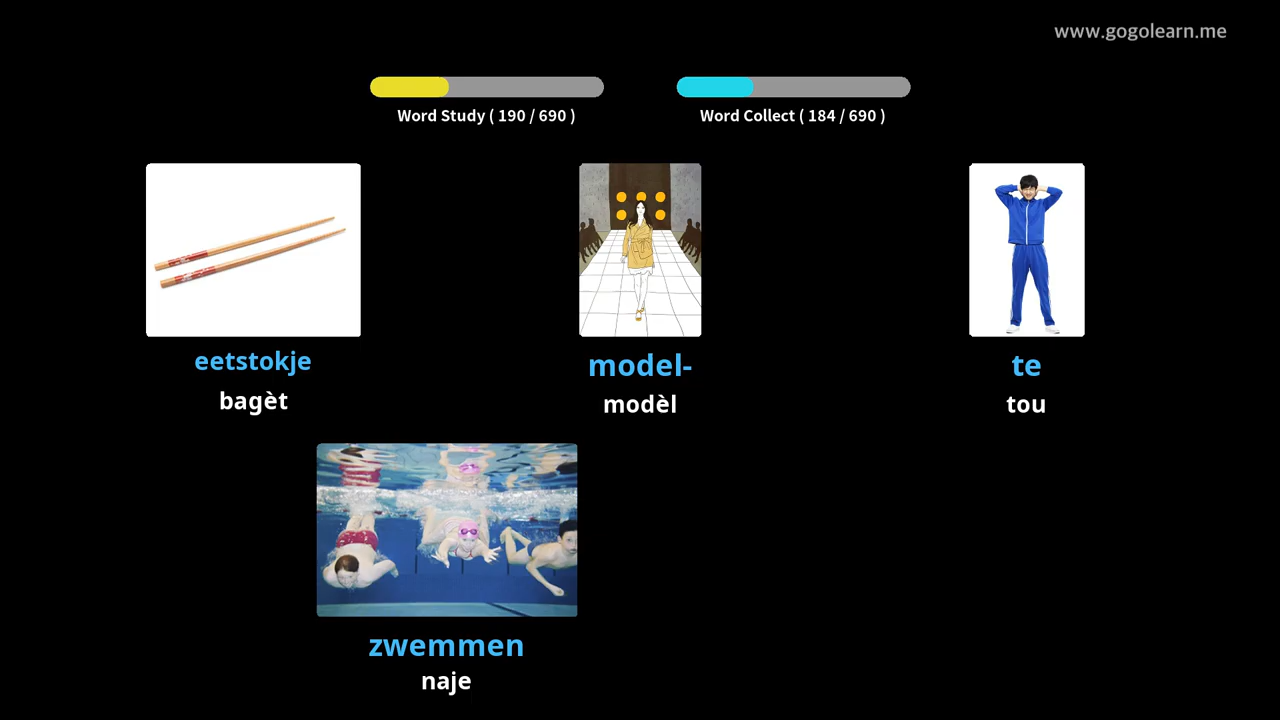 www.gogolearn.me
Word Study ( 190 / 690 )
Word Collect ( 184 / 690 )
eetstokje
bagèt
model-
modèl
te
tou
zwemmen
naje